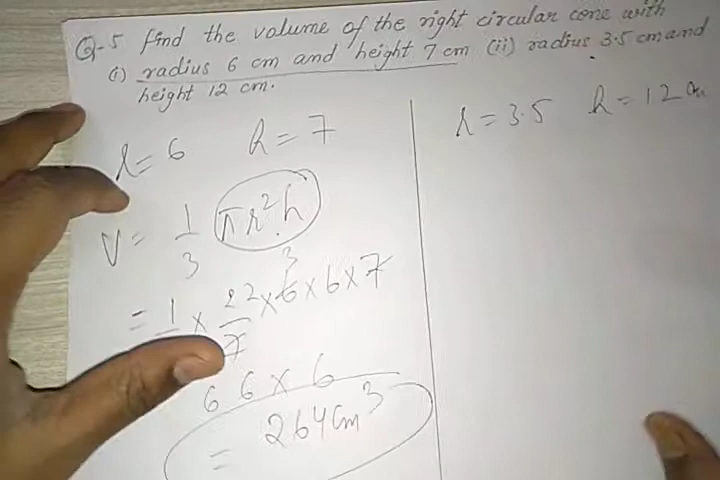 Q-5 find the volume of the right circular cone with
(i) radius 6 cm and height 7 cm (ii) radius 3.5 cm and
height 12 cm.
r = 6 h = 7
V = 1/3 πr²h
3
= 1 × 22/7 × 6 × 6 × 7
66 × 6
= 264 cm³
r = 3.5 h = 12 cm